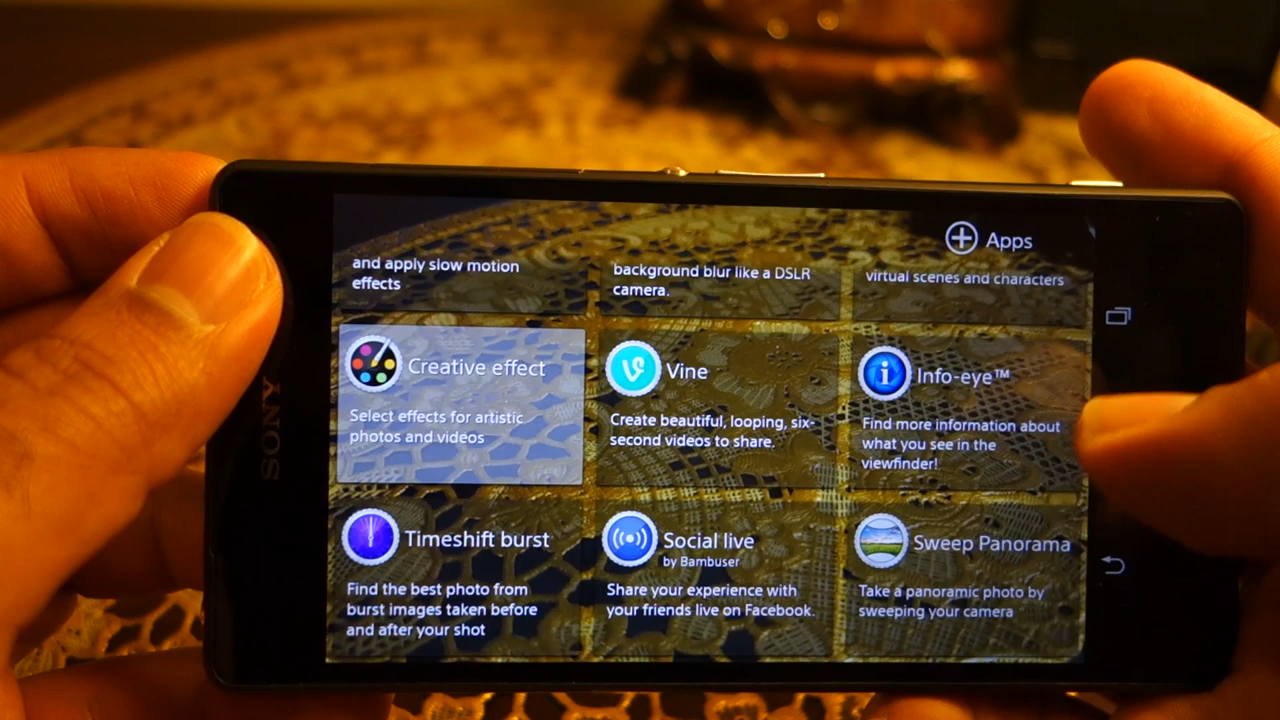 Apps
and apply slow motion
effects
background blur like a DSLR
camera.
virtual scenes and characters
Creative effect
Select effects for artistic
photos and videos
Vine
Create beautiful, looping, six-
second videos to share.
Info-eye™
Find more information about
what you see in the
viewfinder!
Timeshift burst
Find the best photo from
burst images taken before
and after your shot
Social live
by Bambuser
Share your experience with
your friends live on Facebook.
Sweep Panorama
Take a panoramic photo by
sweeping your camera
SONY